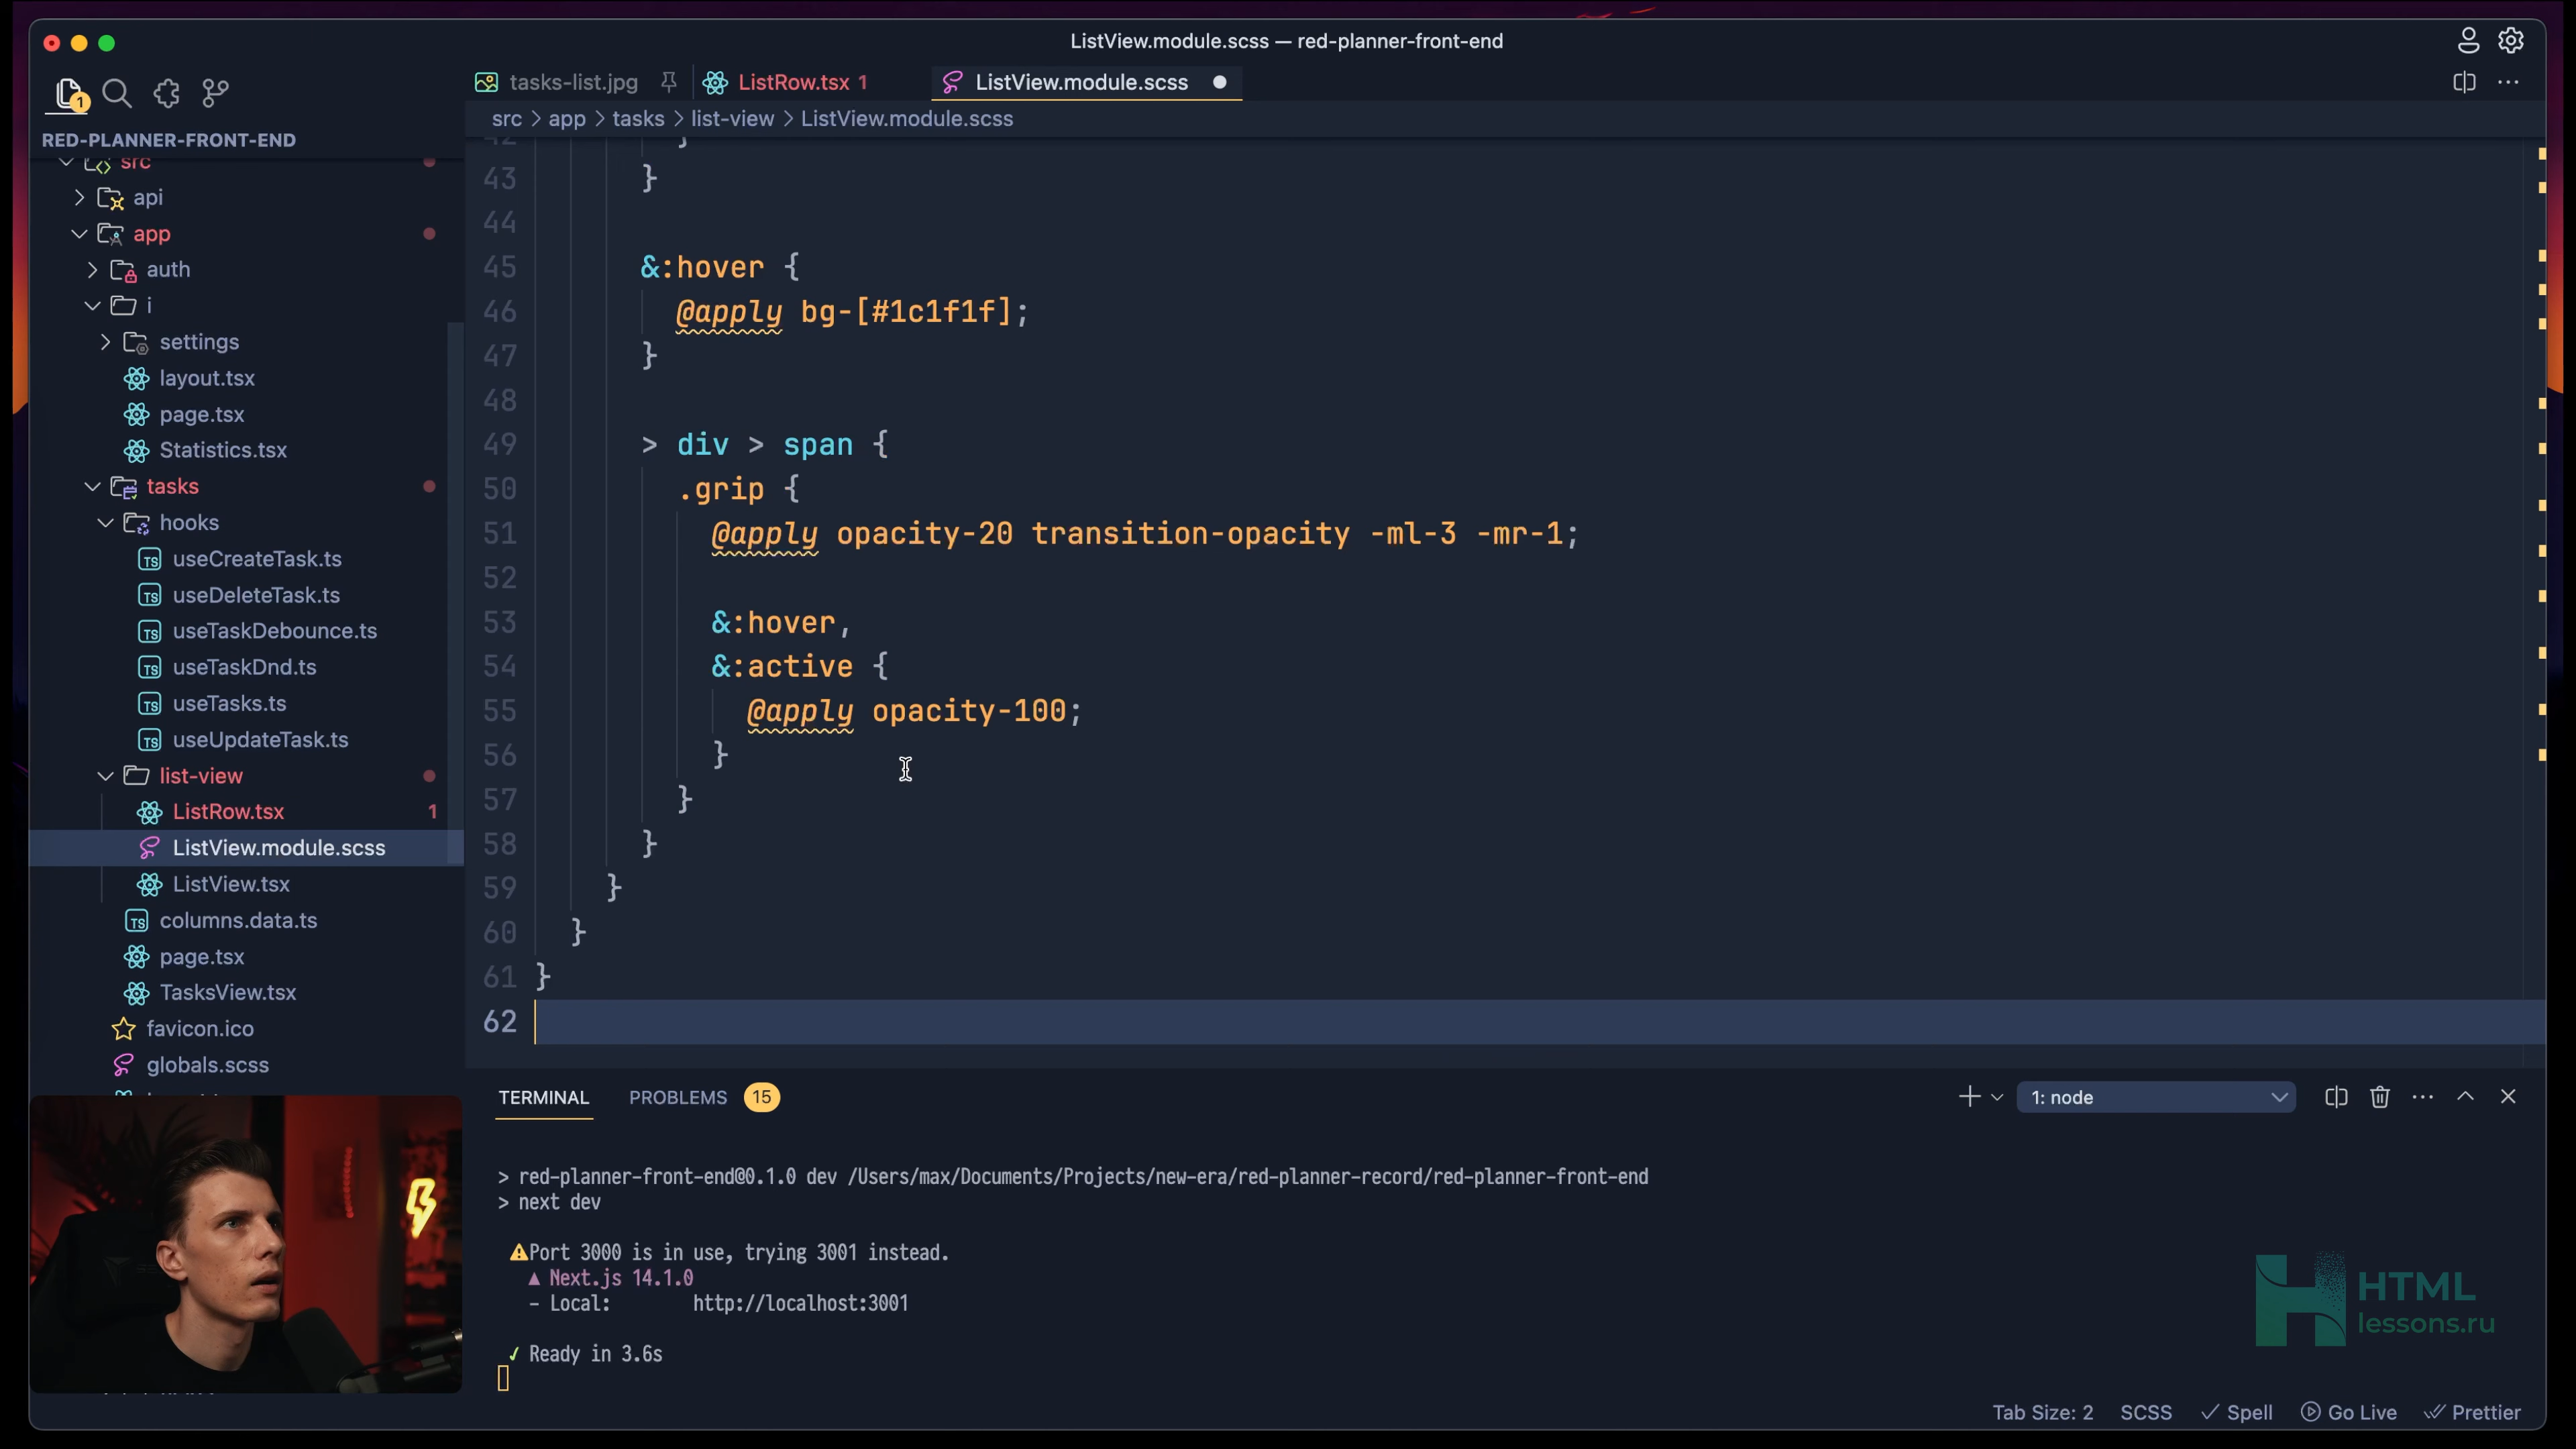 ListView.module.scss — red-planner-front-end
1
tasks-list.jpg
ListRow.tsx 1
ListView.module.scss
src > app > tasks > list-view > ListView.module.scss
RED-PLANNER-FRONT-END
src
api
app
auth
i
settings
layout.tsx
page.tsx
Statistics.tsx
tasks
hooks
useCreateTask.ts
useDeleteTask.ts
useTaskDebounce.ts
useTaskDnd.ts
useTasks.ts
useUpdateTask.ts
list-view
ListRow.tsx 1
ListView.module.scss
ListView.tsx
columns.data.ts
page.tsx
TasksView.tsx
favicon.ico
globals.scss
42 }
43 }
44
45 &:hover {
46 @apply bg-[#1c1f1f];
47 }
48
49 > div > span {
50 .grip {
51 @apply opacity-20 transition-opacity -ml-3 -mr-1;
52
53 &:hover,
54 &:active {
55 @apply opacity-100;
56 }
57 }
58 }
59 }
60 }
61 }
62
TERMINAL PROBLEMS 15
1: node
> red-planner-front-end@0.1.0 dev /Users/max/Documents/Projects/new-era/red-planner-record/red-planner-front-end
> next dev
⚠Port 3000 is in use, trying 3001 instead.
▲ Next.js 14.1.0
- Local: http://localhost:3001
✓ Ready in 3.6s
HTML
lessons.ru
Tab Size: 2 SCSS Spell Go Live Prettier